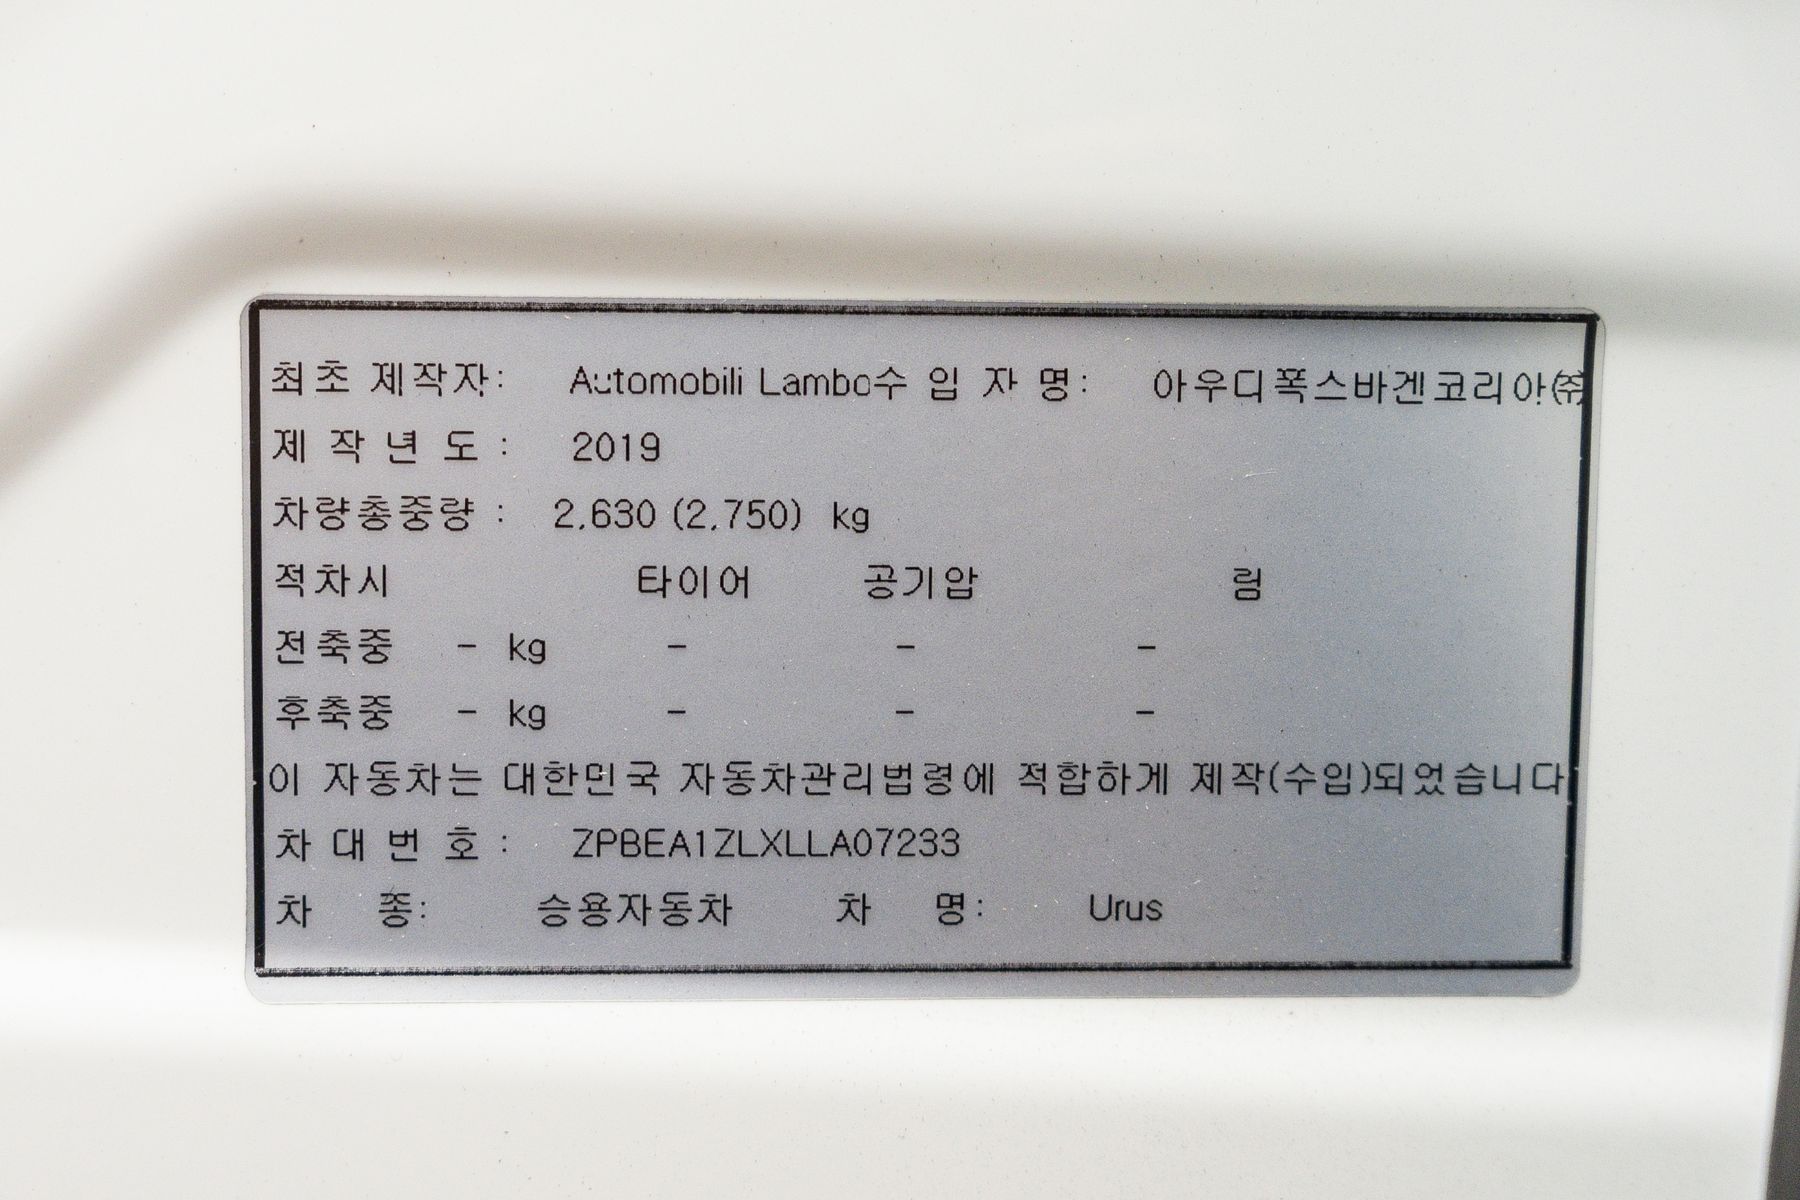 최초 제작자: Automobili Lambo수 입 자 명: 아우디폭스바겐코리아㈜
제 작 년 도 : 2019
차량총중량 : 2,630 (2,750) kg
적차시 타이어 공기압 림
전축중 - kg - - -
후축중 - kg - - -
이 자동차는 대한민국 자동차관리법령에 적합하게 제작(수입)되었습니다
차 대 번 호 : ZPBEA1ZLXLLA07233
차 종: 승용자동차 차 명: Urus